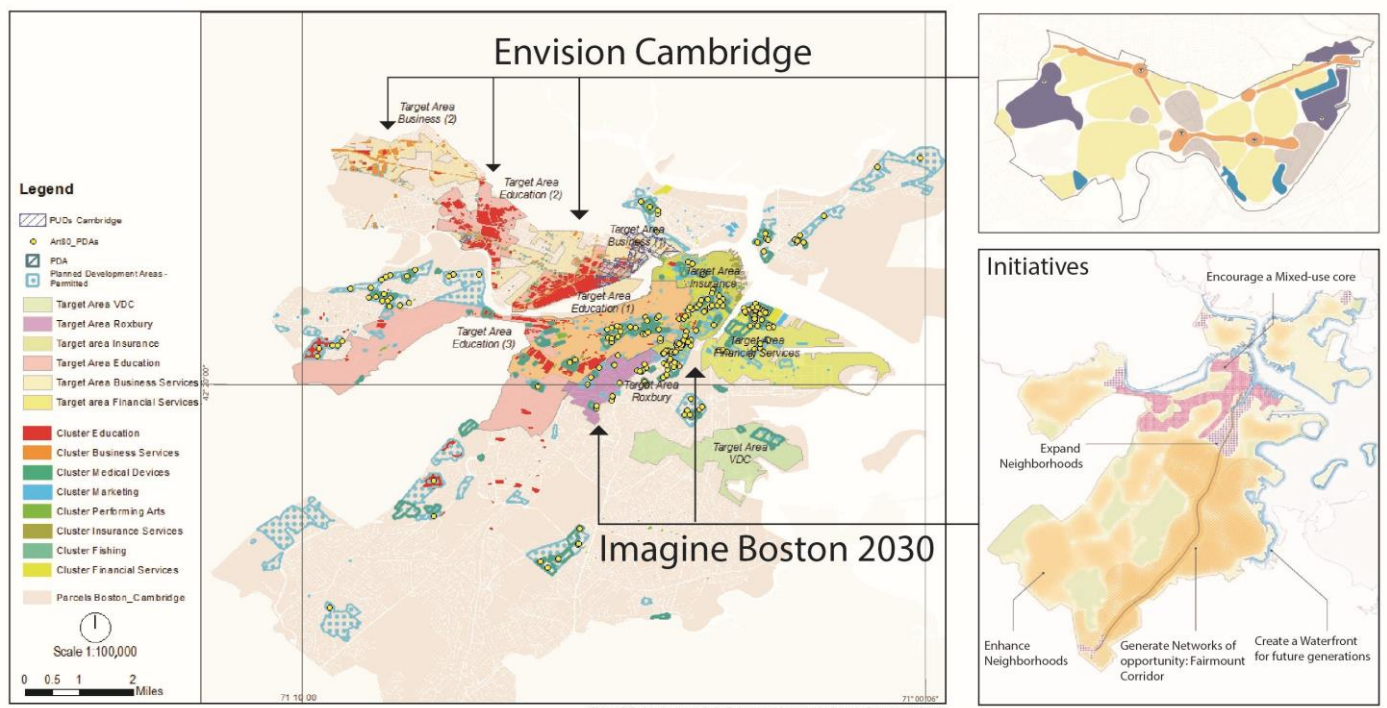 Envision Cambridge
Target Area
Business (2)
Target Area
Education (2)
Target Area
Business (1)
Target Area
Insurance
Target Area
Education (1)
Target Area
Education (3)
Target Area
Financial Services
Target Area
Roxbury
Target Area
VDC
Imagine Boston 2030
Legend
PUDs Cambridge
Art80_PDAs
PDA
Planned Development Areas -
Permitted
Target Area VDC
Target Area Roxbury
Target area Insurance
Target Area Education
Target Area Business Services
Target area Financial Services
Cluster Education
Cluster Business Services
Cluster Medical Devices
Cluster Marketing
Cluster Performing Arts
Cluster Insurance Services
Cluster Fishing
Cluster Financial Services
Parcels Boston_Cambridge
Scale 1:100,000
0 0.5 1 2
Miles
71 10 00
71° 00 06"
Initiatives
Encourage a Mixed-use core
Expand
Neighborhoods
Enhance
Neighborhoods
Generate Networks of
opportunity: Fairmount
Corridor
Create a Waterfront
for future generations